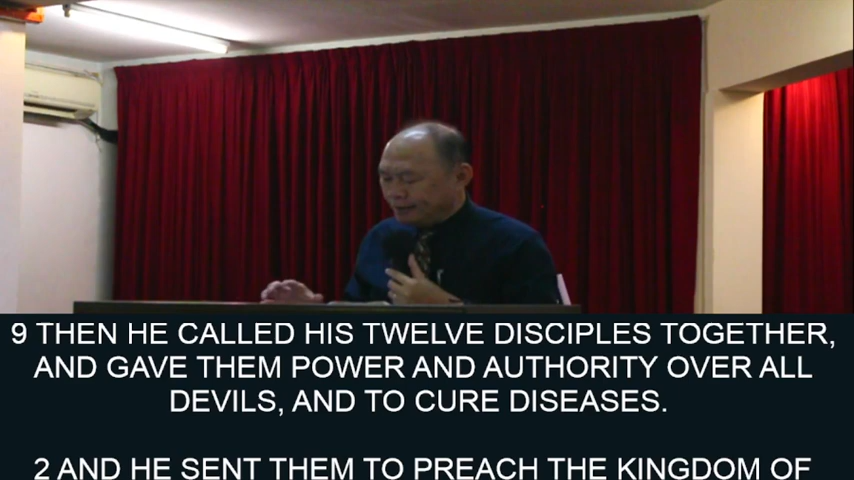 9 THEN HE CALLED HIS TWELVE DISCIPLES TOGETHER,
AND GAVE THEM POWER AND AUTHORITY OVER ALL
DEVILS, AND TO CURE DISEASES.
2 AND HE SENT THEM TO PREACH THE KINGDOM OF